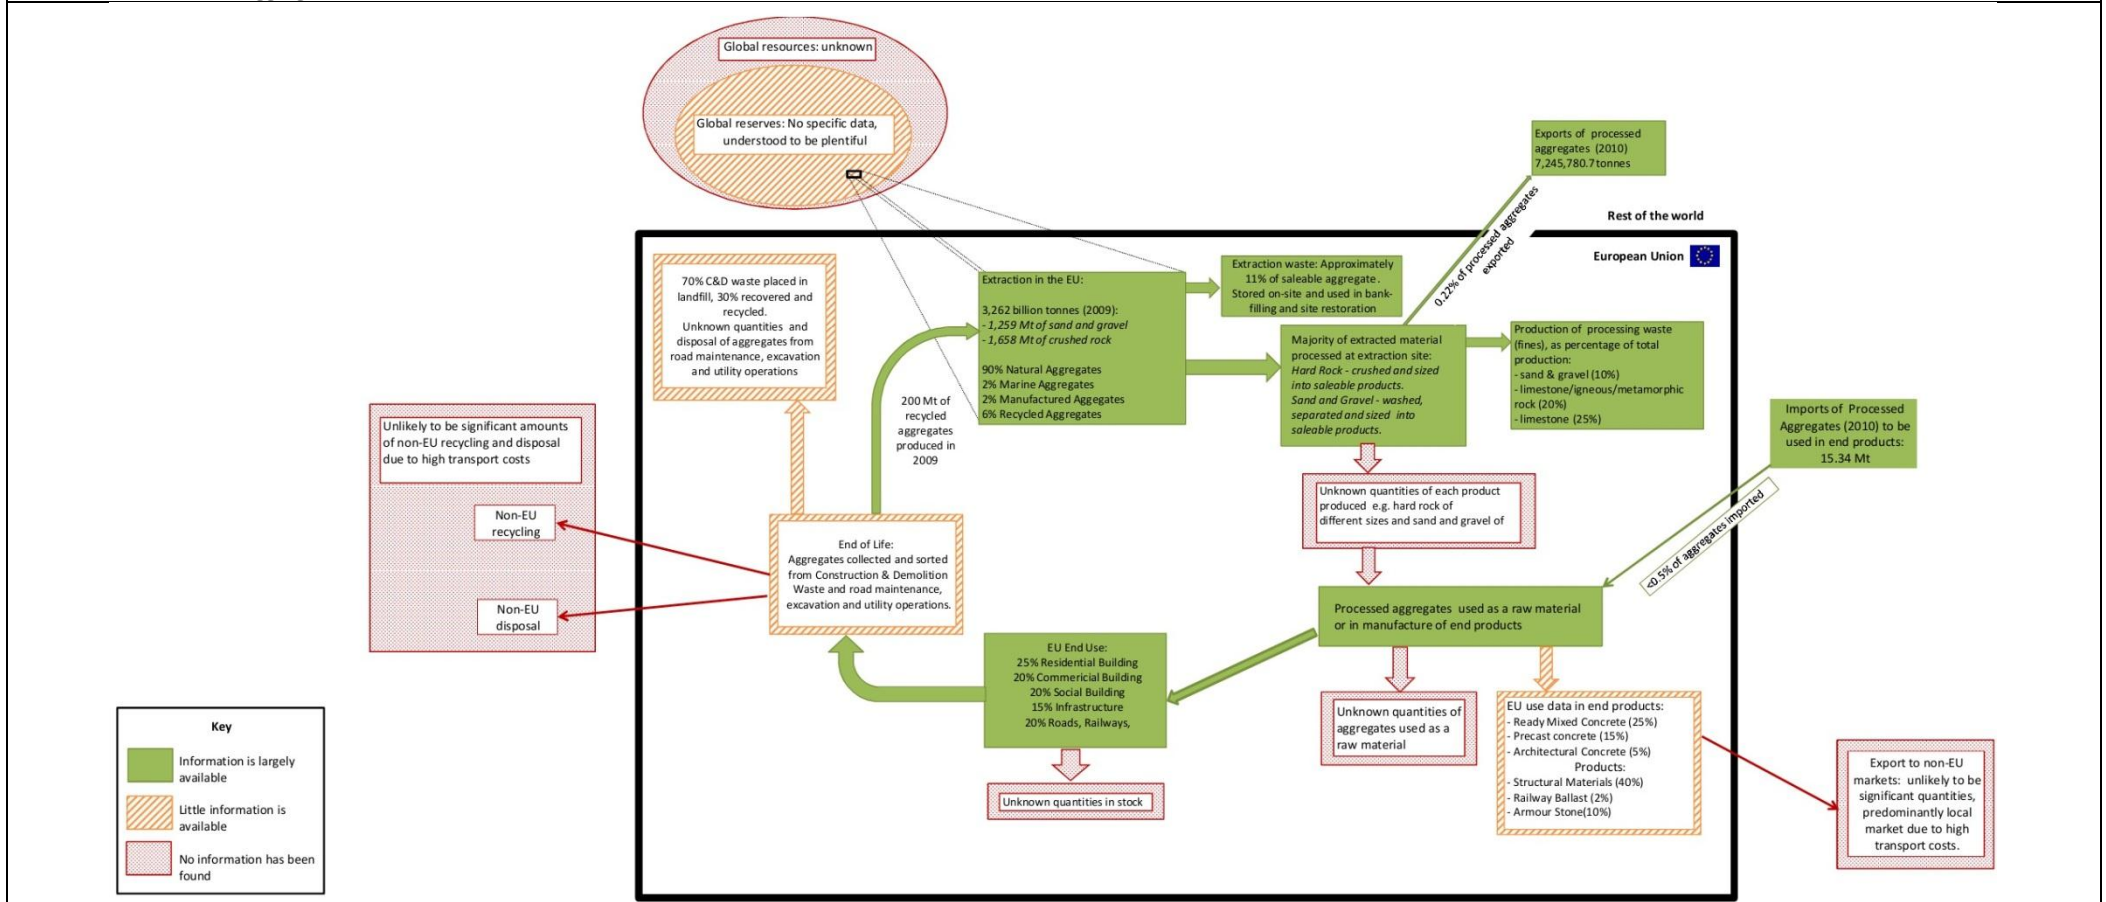 Global resources: unknown
Global reserves: No specific data,
understood to be plentiful
Exports of processed
aggregates (2010)
7,245,780.7 tonnes
0.22% of processed aggregates
exported
Rest of the world
European Union
70% C&D waste placed in
landfill, 30% recovered and
recycled.
Unknown quantities and
disposal of aggregates from
road maintenance, excavation
and utility operations
Extraction in the EU:
3,262 billion tonnes (2009):
- 1,259 Mt of sand and gravel
- 1,658 Mt of crushed rock
90% Natural Aggregates
2% Marine Aggregates
2% Manufactured Aggegates
6% Recycled Aggregates
Extraction waste: Approximately
11% of saleable aggregate.
Stored on-site and used in bank-
filling and site restoration
Majority of extracted material
processed at extraction site:
Hard Rock - crushed and sized
into saleable products.
Sand and Gravel - washed,
separated and sized into
saleable products.
Production of processing waste
(fines), as percentage of total
production:
- sand & gravel (10%)
- limestone/igneous/metamorphic
rock (20%)
- limestone (25%)
Imports of Processed
Aggregates (2010) to be
used in end products:
15.34 Mt
<0.5% of aggregates imported
200 Mt of
recycled
aggregates
produced in
2009
Unlikely to be significant amounts
of non-EU recycling and disposal
due to high transport costs
Non-EU
recycling
Non-EU
disposal
End of Life:
Aggregates collected and sorted
from Construction & Demolition
Waste and road maintenance,
excavation and utility operations.
Unknown quantities of each product
produced e.g. hard rock of
different sizes and sand and gravel of
Processed aggregates used as a raw material
or in manufacture of end products
EU End Use:
25% Residential Building
20% Commericial Building
20% Social Building
15% Infrastructure
20% Roads, Railways,
Unknown quantities in stock
Unknown quantities of
aggregates used as a
raw material
EU use data in end products:
- Ready Mixed Concrete (25%)
- Precast concrete (15%)
- Architectural Concrete (5%)
Products:
- Structural Materials (40%)
- Railway Ballast (2%)
- Armour Stone(10%)
Export to non-EU
markets: unlikely to be
significant quantities,
predominantly local
market due to high
transport costs.
Key
Information is largely
available
Little information is
available
No information has been
found